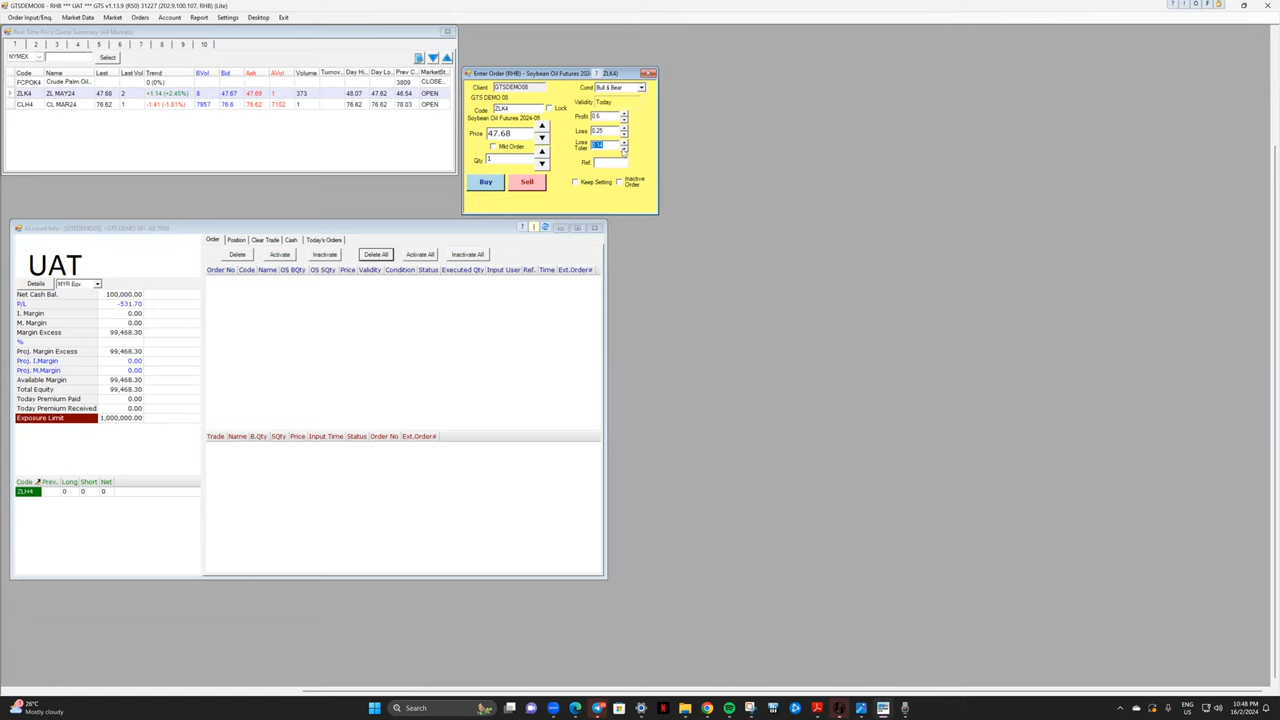 GTSDEMO08 - RHB *** UAT *** GTS v1.13.9 (RS0) 31227 (RHB_UAT) (Lite)
Order Input/Enq. Market Data Market Orders Account Report Settings Desktop Exit
Real Time Price Quote Summary (All Markets)
1 2 3 4 5 6 7 8 9 10
NYMEX Select
Code Name Last Last Vol Trend BVol Bid Ask AVol Volume Turnov... Day Hi... Day Lo... Prev C... MarketSt...
FCPOK4 Crude Palm Oil... 0 (0%) 3809 CLOSE...
ZLK4 ZL MAY24 47.68 2 +1.14 (+2.45%) 8 47.67 47.69 1 373 48.07 47.62 46.54 OPEN
CLH4 CL MAR24 76.62 1 -1.41 (-1.81%) 7957 76.6 76.62 7102 1 76.62 76.62 78.03 OPEN
Enter Order (RHB) - Soybean Oil Futures 202 ? ZLK4)
Client GTSDEMO08 Cond Bull & Bear
GTS DEMO 08 Validity Today
Code ZLK4 Lock Profit 0.6
Soybean Oil Futures 2024-05
Price 47.68 Loss 0.25
Mkt Order Loss Toler
Qty 1 Ref.
Buy Sell Keep Setting Inactive Order
Account Info - [GTSDEMO08] <GTS DEMO 08>
UAT
Details MYR Eqv
Net Cash Bal. 100,000.00
P/L -531.70
I. Margin 0.00
M. Margin 0.00
Margin Excess 99,468.30
%
Proj. Margin Excess 99,468.30
Proj. I.Margin 0.00
Proj. M.Margin 0.00
Available Margin 99,468.30
Total Equity 99,468.30
Today Premium Paid 0.00
Today Premium Received 0.00
Exposure Limit 1,000,000.00
Code Prev. Long Short Net
ZLH4 0 0 0
Order Position Clear Trade Cash Today's Orders
Delete Activate Inactivate Delete All Activate All Inactivate All
Order No Code Name OS BQty OS SQty Price Validity Condition Status Executed Qty Input User Ref. Time Ext.Order#
Trade Name B.Qty SQty Price Input Time Status Order No Ext.Order#
26°C
Mostly cloudy
Search
ENG
US
10:48 PM
16/2/2024